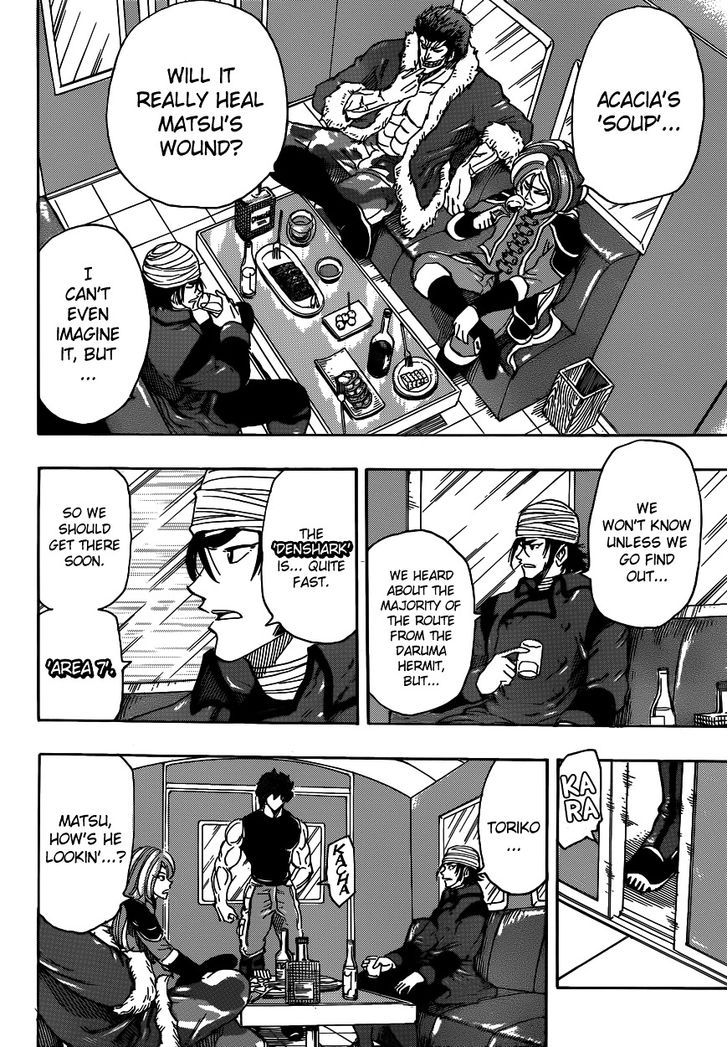 ACACIA'S
'SOUP'...
WILL IT
REALLY HEAL
MATSU'S
WOUND?
I
CAN'T
EVEN
IMAGINE
IT, BUT
...
WE
WON'T KNOW
UNLESS WE
GO FIND
OUT...
WE HEARD
ABOUT THE
MAJORITY OF
THE ROUTE
FROM THE
DARUMA
HERMIT,
BUT...
THE
'DENSHARK'
IS... QUITE
FAST.
SO WE
SHOULD
GET THERE
SOON.
'AREA 7'.
KA
RA
TORIKO
...
KACHA
MATSU,
HOW'S HE
LOOKIN'...?